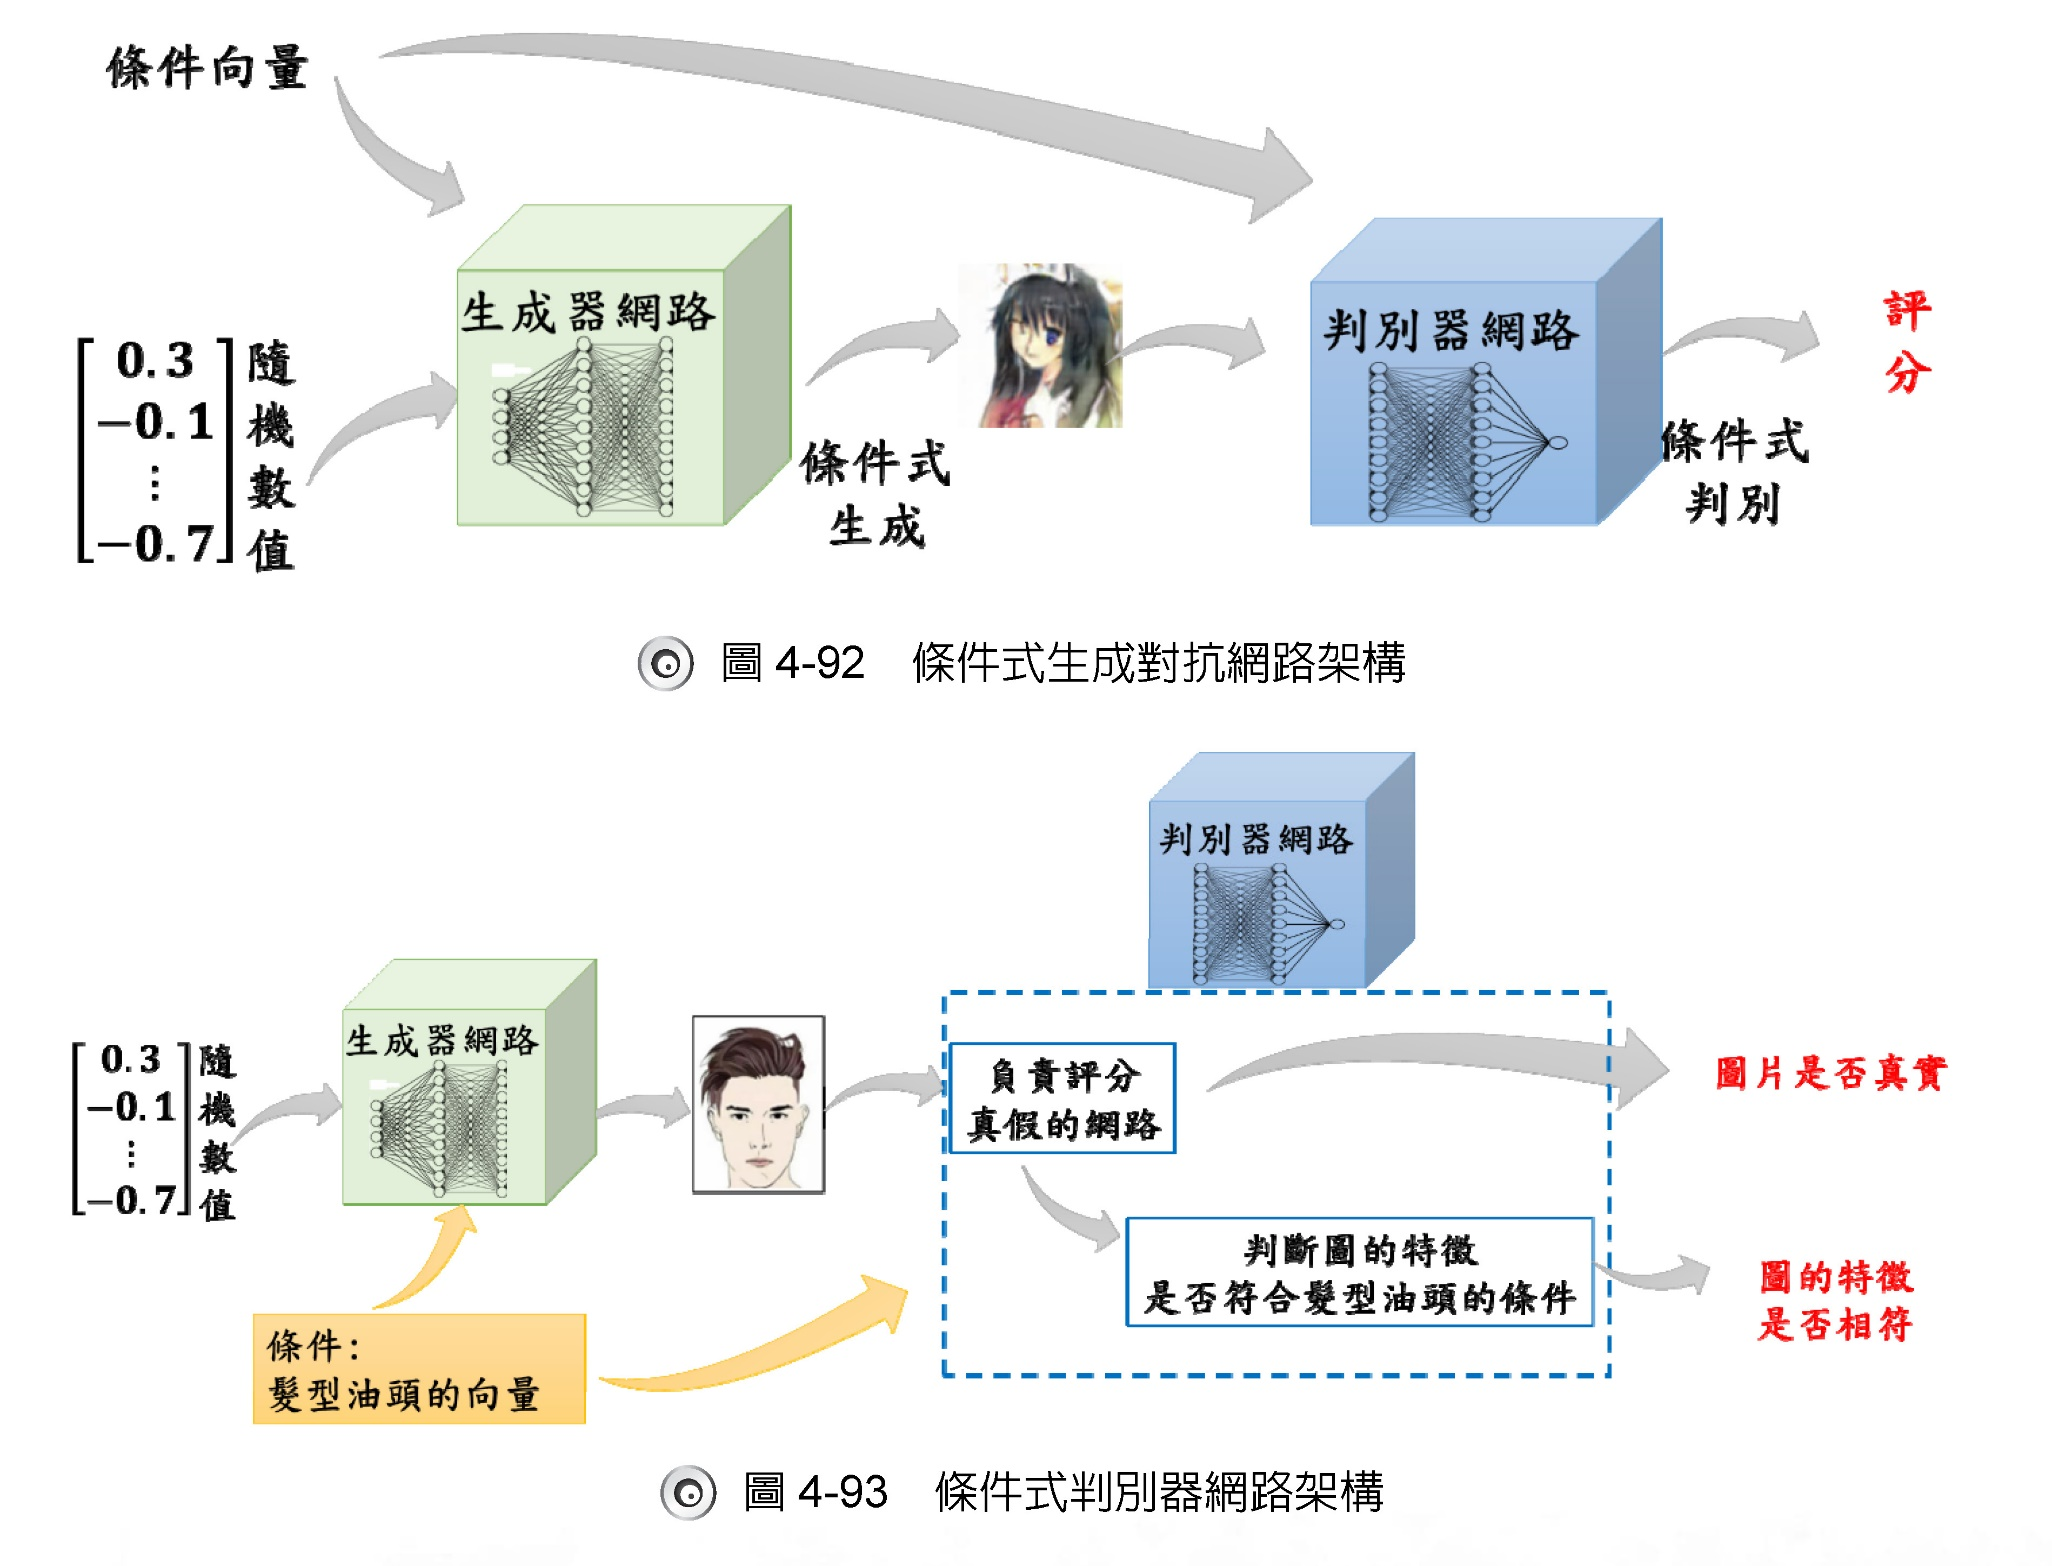 條件向量
生成器網路
判別器網路
評
分
0.3
−0.1
⋮
−0.7
隨
機
數
值
條件式
生成
條件式
判別
圖 4-92 條件式生成對抗網路架構
判別器網路
生成器網路
0.3
−0.1
⋮
−0.7
隨
機
數
值
負責評分
真假的網路
圖片是否真實
判斷圖的特徵
是否符合髮型油頭的條件
圖的特徵
是否相符
條件:
髮型油頭的向量
圖 4-93 條件式判別器網路架構